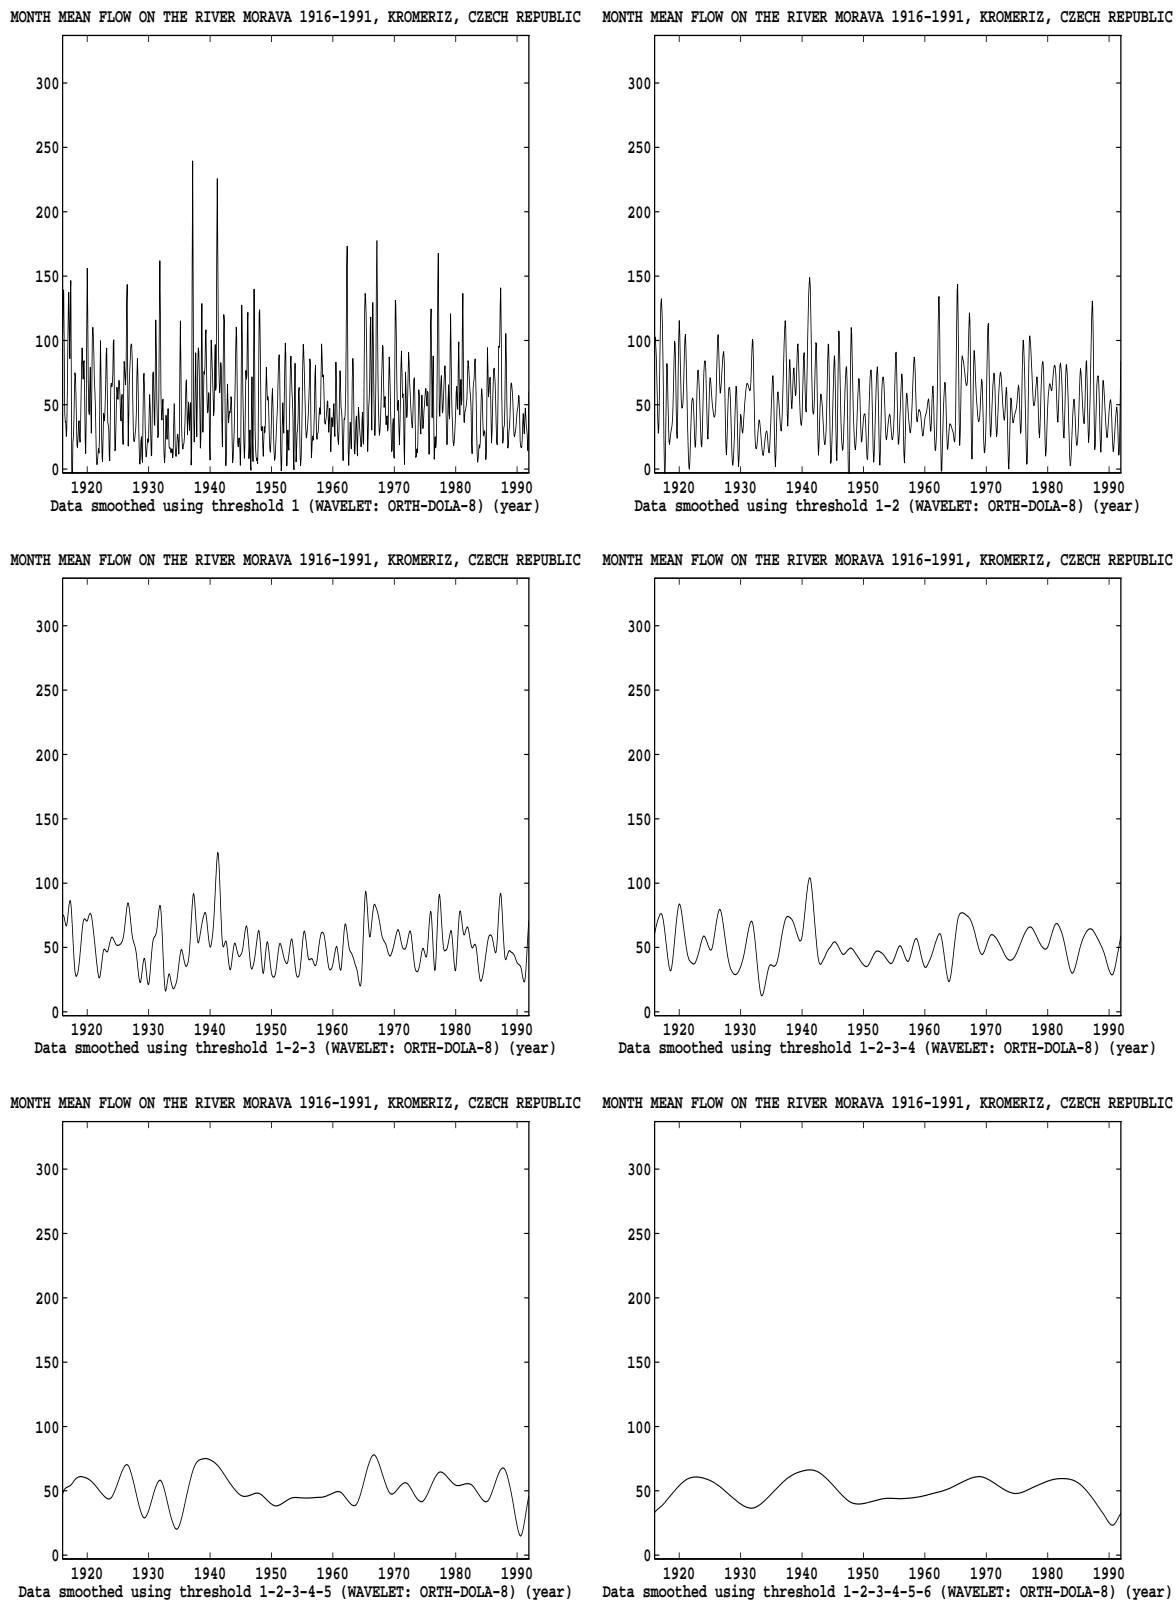 MONTH MEAN FLOW ON THE RIVER MORAVA 1916-1991, KROMERIZ, CZECH REPUBLIC
300
250
200
150
100
50
0
1920 1930 1940 1950 1960 1970 1980 1990
Data smoothed using threshold 1 (WAVELET: ORTH-DOLA-8) (year)
MONTH MEAN FLOW ON THE RIVER MORAVA 1916-1991, KROMERIZ, CZECH REPUBLIC
300
250
200
150
100
50
0
1920 1930 1940 1950 1960 1970 1980 1990
Data smoothed using threshold 1-2 (WAVELET: ORTH-DOLA-8) (year)
MONTH MEAN FLOW ON THE RIVER MORAVA 1916-1991, KROMERIZ, CZECH REPUBLIC
300
250
200
150
100
50
0
1920 1930 1940 1950 1960 1970 1980 1990
Data smoothed using threshold 1-2-3 (WAVELET: ORTH-DOLA-8) (year)
MONTH MEAN FLOW ON THE RIVER MORAVA 1916-1991, KROMERIZ, CZECH REPUBLIC
300
250
200
150
100
50
0
1920 1930 1940 1950 1960 1970 1980 1990
Data smoothed using threshold 1-2-3-4 (WAVELET: ORTH-DOLA-8) (year)
MONTH MEAN FLOW ON THE RIVER MORAVA 1916-1991, KROMERIZ, CZECH REPUBLIC
300
250
200
150
100
50
0
1920 1930 1940 1950 1960 1970 1980 1990
Data smoothed using threshold 1-2-3-4-5 (WAVELET: ORTH-DOLA-8) (year)
MONTH MEAN FLOW ON THE RIVER MORAVA 1916-1991, KROMERIZ, CZECH REPUBLIC
300
250
200
150
100
50
0
1920 1930 1940 1950 1960 1970 1980 1990
Data smoothed using threshold 1-2-3-4-5-6 (WAVELET: ORTH-DOLA-8) (year)